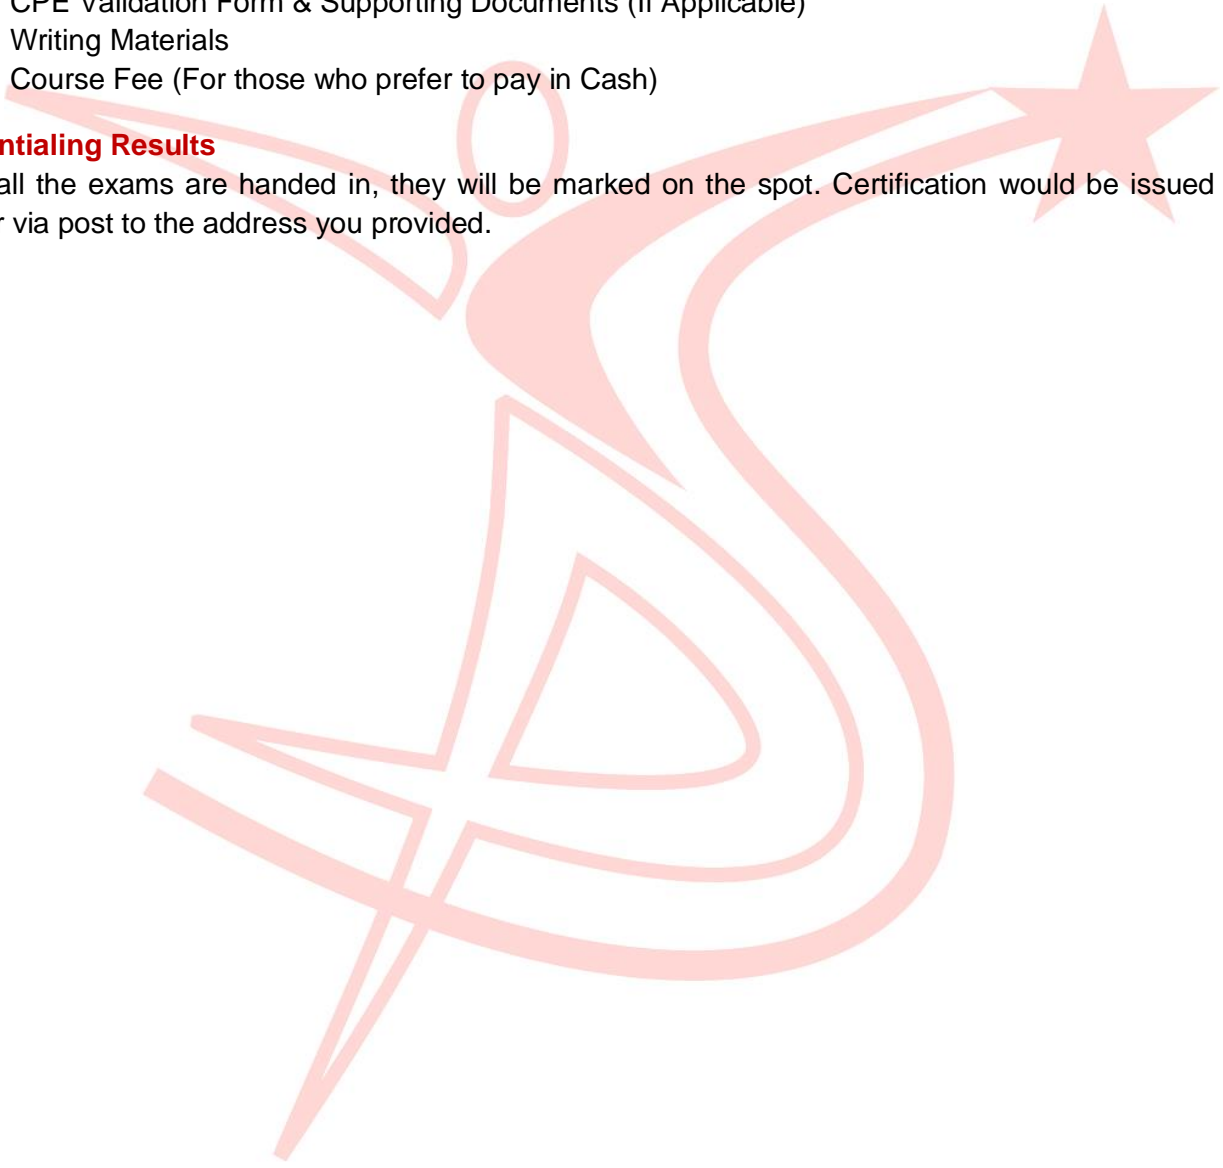 CPE Validation Form & Supporting Documents (If Applicable)
Writing Materials
Course Fee (For those who prefer to pay in Cash)
ntialing Results
all the exams are handed in, they will be marked on the spot. Certification would be issued
r via post to the address you provided.